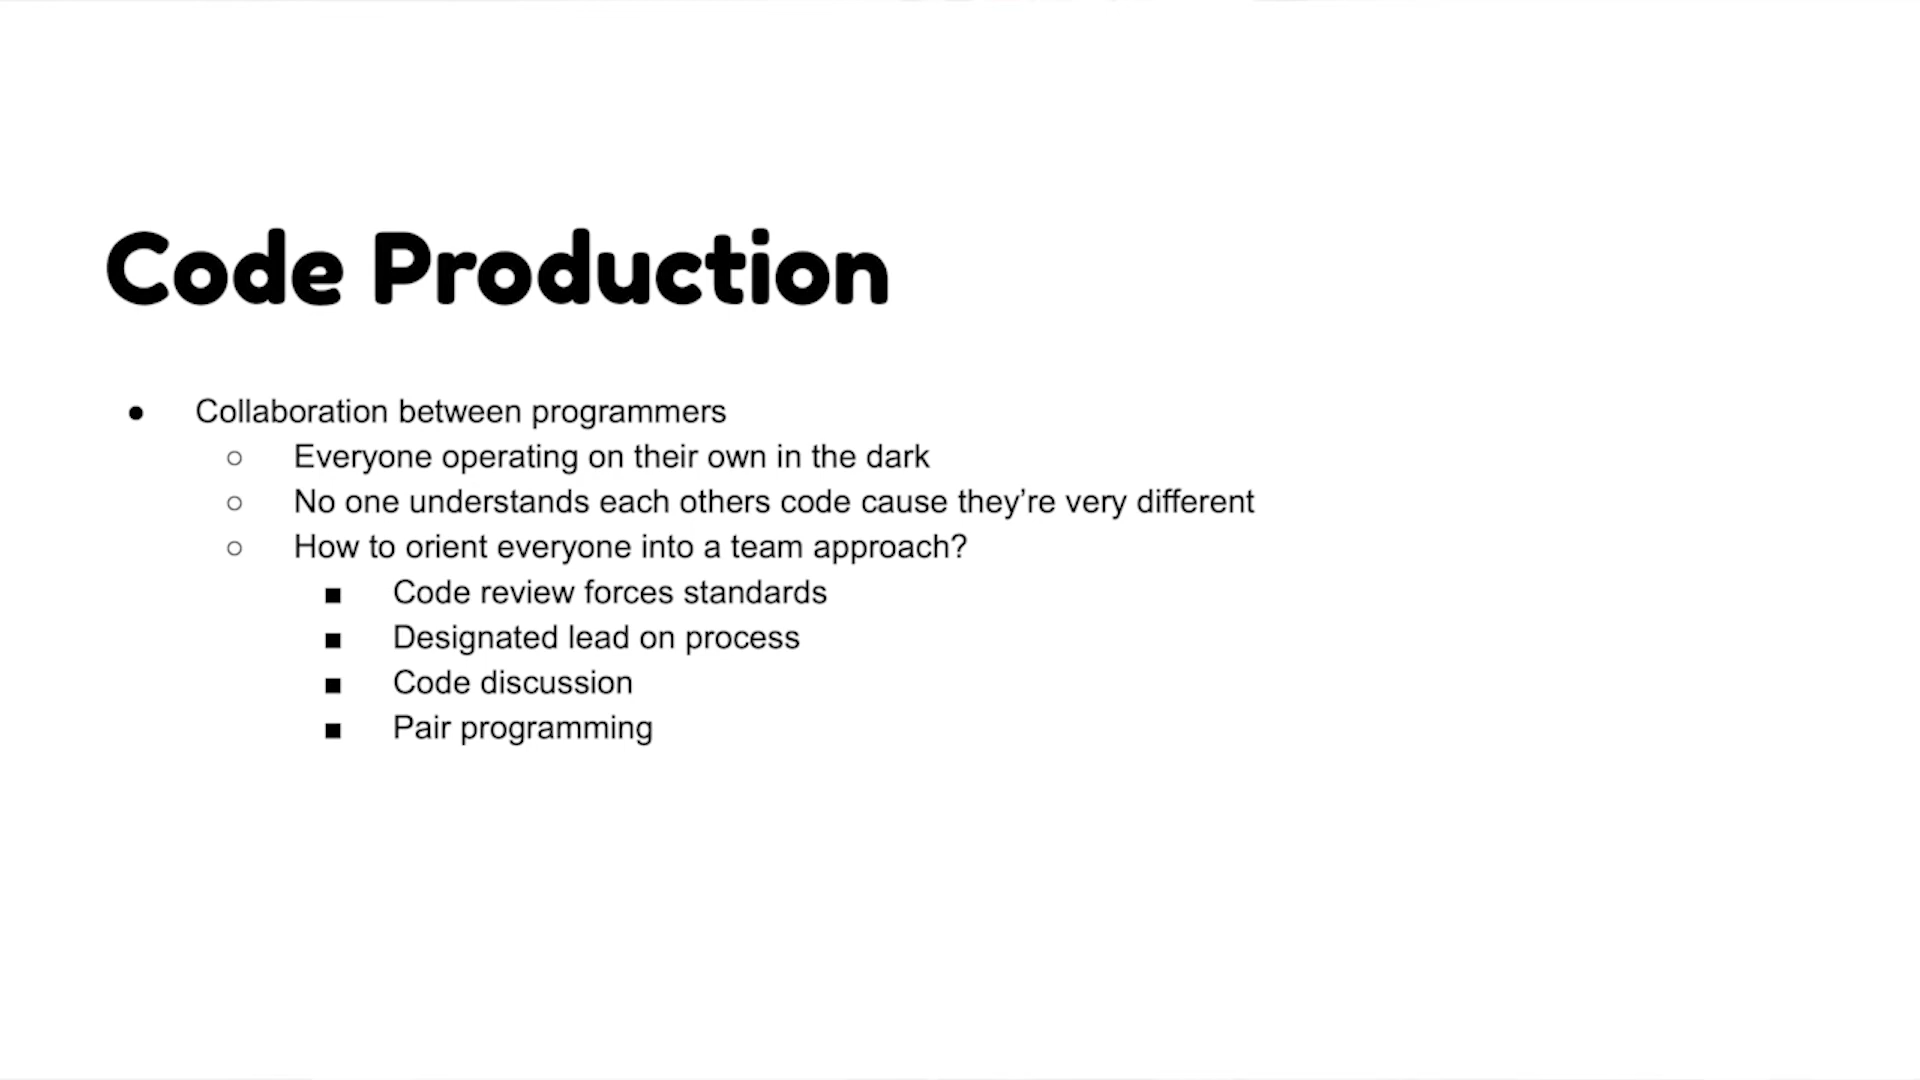 Code Production
● Collaboration between programmers
○ Everyone operating on their own in the dark
○ No one understands each others code cause they’re very different
○ How to orient everyone into a team approach?
■ Code review forces standards
■ Designated lead on process
■ Code discussion
■ Pair programming